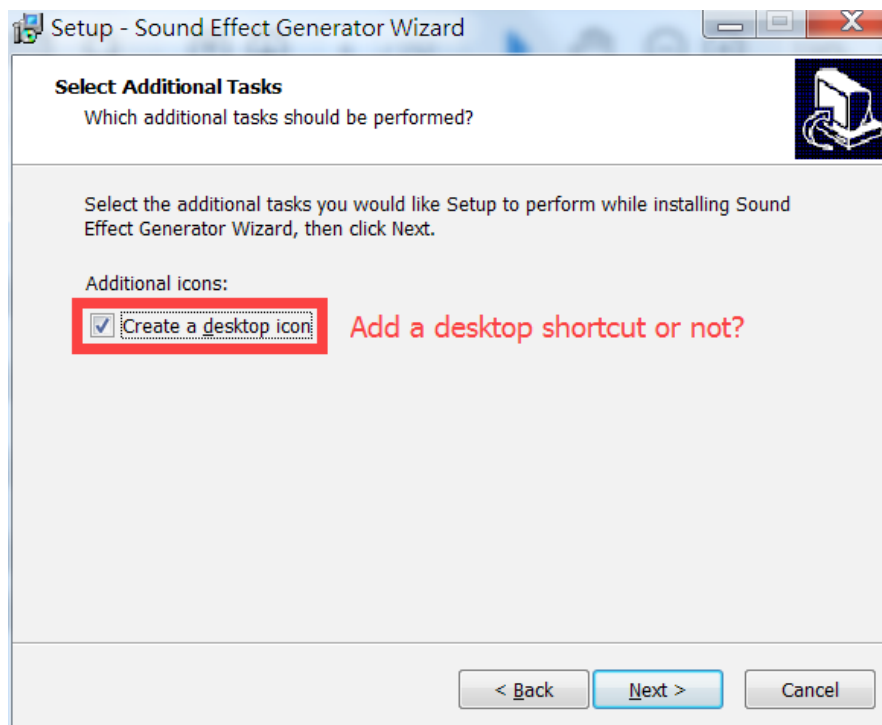 Setup - Sound Effect Generator Wizard
Select Additional Tasks
Which additional tasks should be performed?
Select the additional tasks you would like Setup to perform while installing Sound
Effect Generator Wizard, then click Next.
Additional icons:
Create a desktop icon Add a desktop shortcut or not?
< Back Next > Cancel